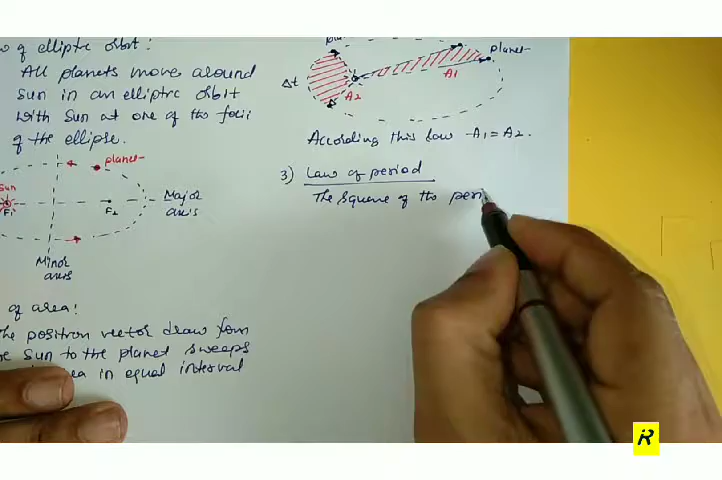 of elliptic orbit:
All planets move around
Sun in an elliptic orbit
with Sun at one of the foci
of the ellipse.
planet
Sun
F1
F2
Major
axis
Minor
axis
of area:
the position vector draw form
Sun to the planet sweeps
in equal interval
planet
Δt
A1
A2
According this law A1 = A2.
3) Law of period
The square of the peri
R